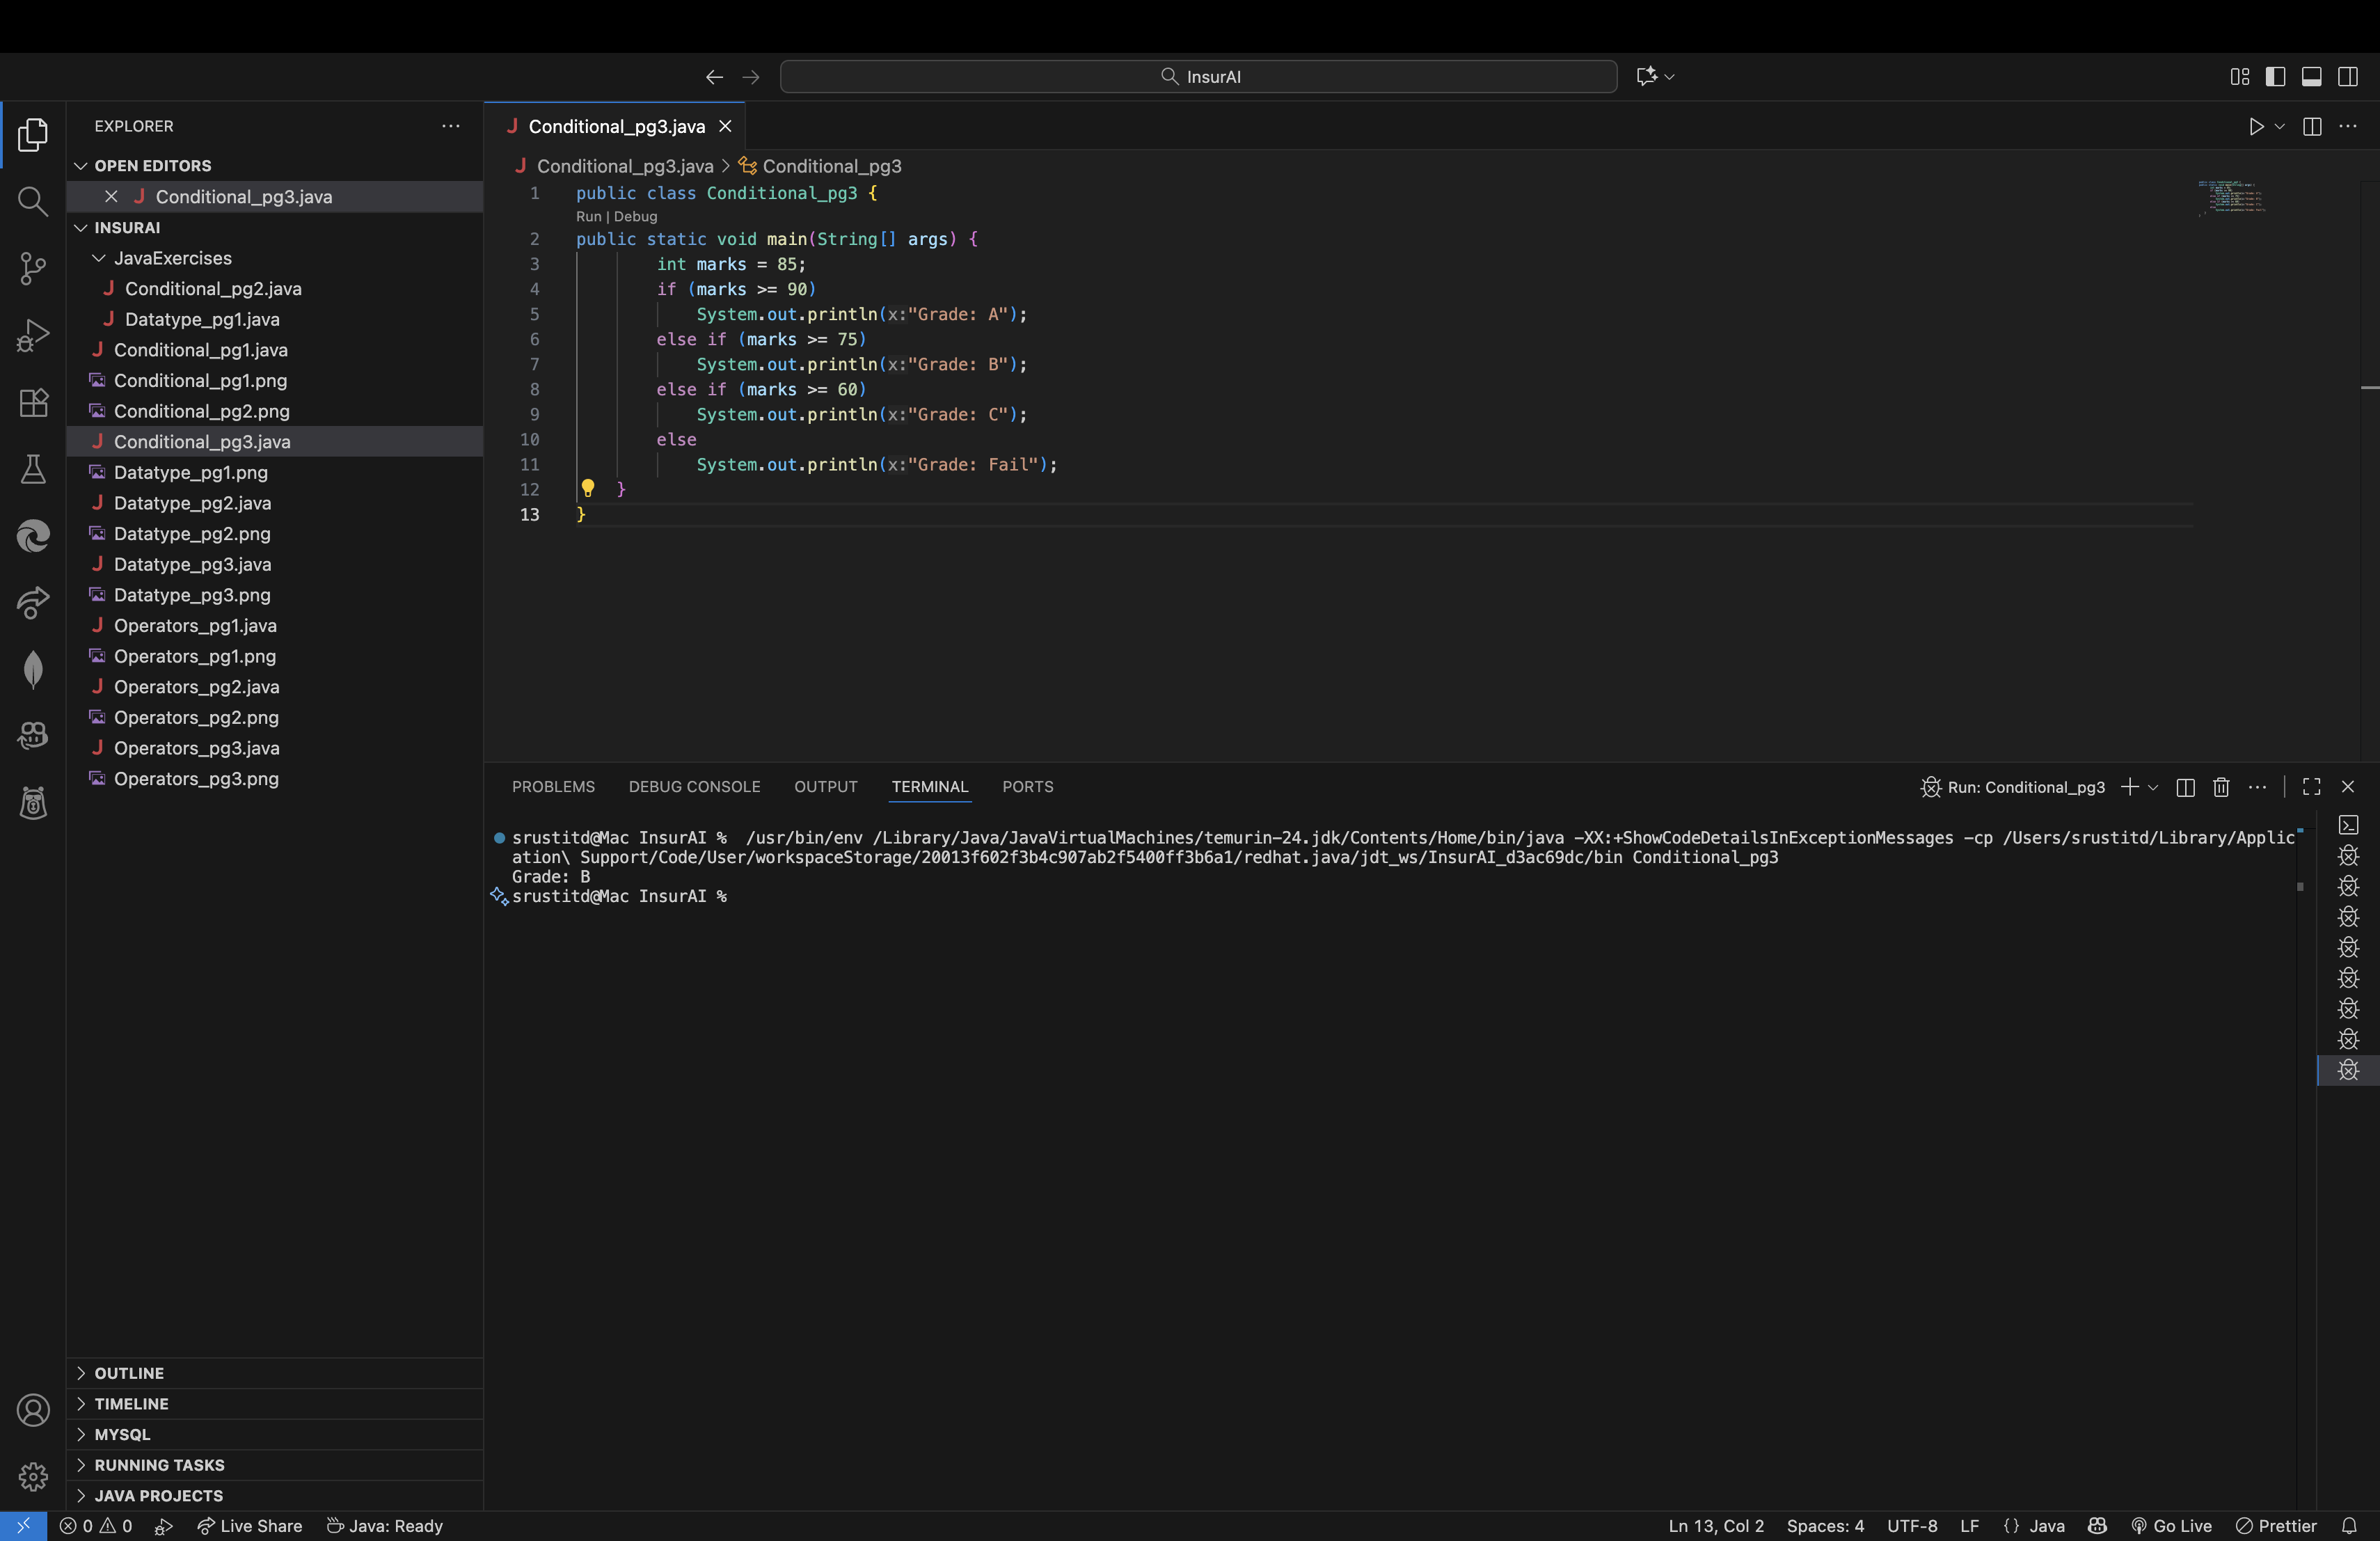 InsurAI
EXPLORER
OPEN EDITORS
Conditional_pg3.java
INSURAI
JavaExercises
Conditional_pg2.java
Datatype_pg1.java
Conditional_pg1.java
Conditional_pg1.png
Conditional_pg2.png
Conditional_pg3.java
Datatype_pg1.png
Datatype_pg2.java
Datatype_pg2.png
Datatype_pg3.java
Datatype_pg3.png
Operators_pg1.java
Operators_pg1.png
Operators_pg2.java
Operators_pg2.png
Operators_pg3.java
Operators_pg3.png
OUTLINE
TIMELINE
MYSQL
RUNNING TASKS
JAVA PROJECTS
Conditional_pg3.java
Conditional_pg3.java > Conditional_pg3
1 public class Conditional_pg3 {
Run | Debug
2 public static void main(String[] args) {
3 int marks = 85;
4 if (marks >= 90)
5 System.out.println(x:"Grade: A");
6 else if (marks >= 75)
7 System.out.println(x:"Grade: B");
8 else if (marks >= 60)
9 System.out.println(x:"Grade: C");
10 else
11 System.out.println(x:"Grade: Fail");
12 }
13 }
PROBLEMS DEBUG CONSOLE OUTPUT TERMINAL PORTS
Run: Conditional_pg3
srustitd@Mac InsurAI % /usr/bin/env /Library/Java/JavaVirtualMachines/temurin-24.jdk/Contents/Home/bin/java -XX:+ShowCodeDetailsInExceptionMessages -cp /Users/srustitd/Library/Applic
ation\ Support/Code/User/workspaceStorage/20013f602f3b4c907ab2f5400ff3b6a1/redhat.java/jdt_ws/InsurAI_d3ac69dc/bin Conditional_pg3
Grade: B
srustitd@Mac InsurAI %
0 0 Live Share Java: Ready Ln 13, Col 2 Spaces: 4 UTF-8 LF {} Java Go Live Prettier